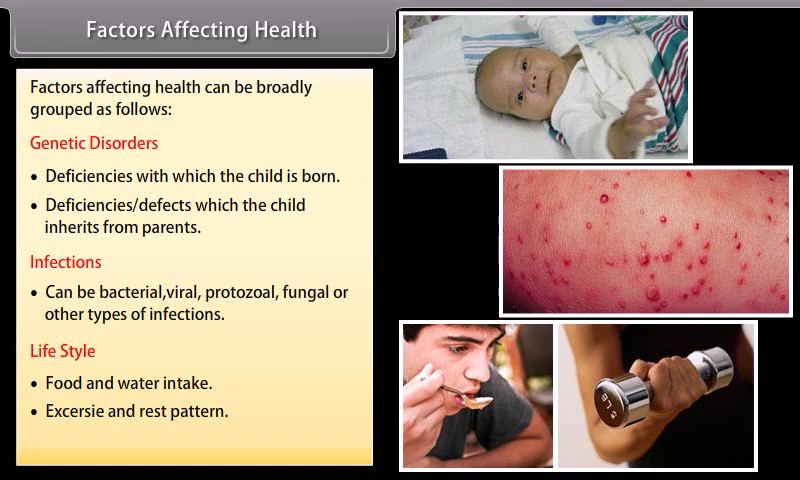 Factors Affecting Health
Factors affecting health can be broadly
grouped as follows:
Genetic Disorders
• Deficiencies with which the child is born.
• Deficiencies/defects which the child
inherits from parents.
Infections
• Can be bacterial,viral, protozoal, fungal or
other types of infections.
Life Style
• Food and water intake.
• Excersie and rest pattern.
5 LB